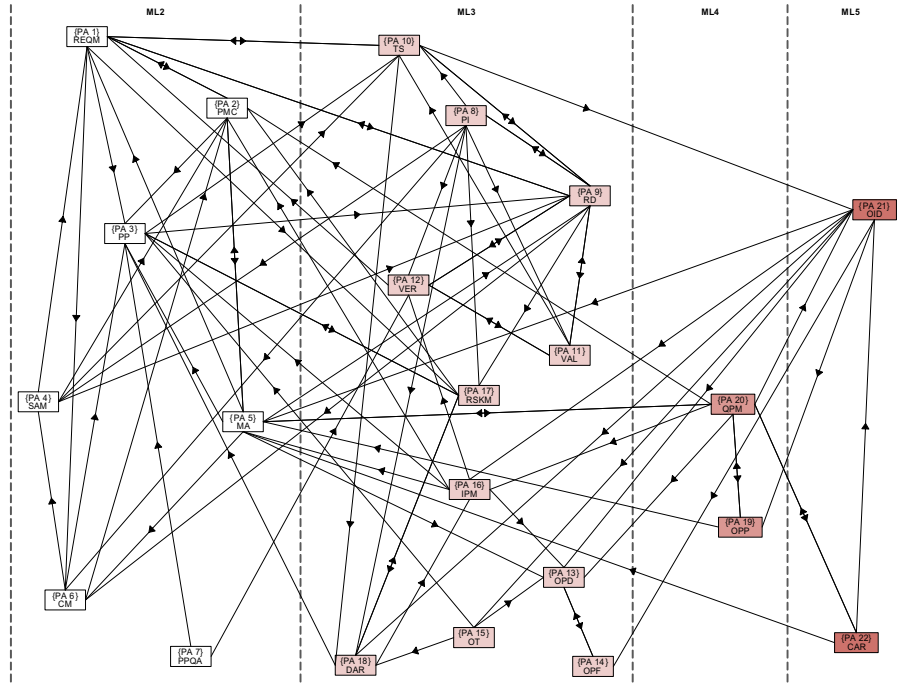 ML2
ML3
ML4
ML5
{PA 1}
REQM
{PA 10}
TS
{PA 2}
PMC
{PA 8}
PI
{PA 9}
RD
{PA 21}
OID
{PA 3}
PP
{PA 12}
VER
{PA 11}
VAL
{PA 4}
SAM
{PA 17}
RSKM
{PA 20}
QPM
{PA 5}
MA
{PA 16}
IPM
{PA 19}
OPP
{PA 13}
OPD
{PA 6}
CM
{PA 15}
OT
{PA 22}
CAR
{PA 7}
PPQA
{PA 18}
DAR
{PA 14}
OPF